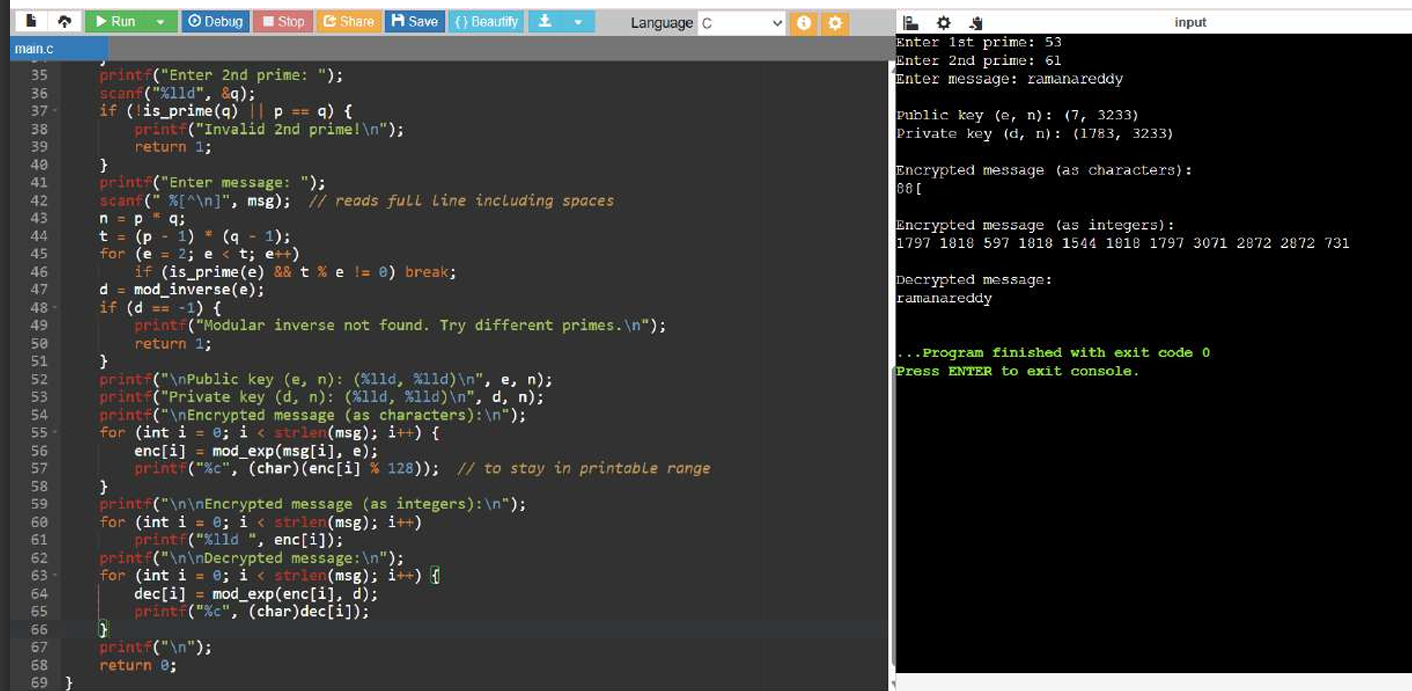 Run Debug Stop Share Save { } Beautify Language C
input
main.c
35 printf("Enter 2nd prime: ");
36 scanf("%lld", &q);
37 if (!is_prime(q) || p == q) {
38 printf("Invalid 2nd prime!\n");
39 return 1;
40 }
41 printf("Enter message: ");
42 scanf(" %[^\n]", msg);  // reads full line including spaces
43 n = p * q;
44 t = (p - 1) * (q - 1);
45 for (e = 2; e < t; e++)
46 if (is_prime(e) && t % e != 0) break;
47 d = mod_inverse(e);
48 if (d == -1) {
49 printf("Modular inverse not found. Try different primes.\n");
50 return 1;
51 }
52 printf("\nPublic key (e, n): (%lld, %lld)\n", e, n);
53 printf("Private key (d, n): (%lld, %lld)\n", d, n);
54 printf("\nEncrypted message (as characters):\n");
55 for (int i = 0; i < strlen(msg); i++) {
56 enc[i] = mod_exp(msg[i], e);
57 printf("%c", (char)(enc[i] % 128));  // to stay in printable range
58 }
59 printf("\n\nEncrypted message (as integers):\n");
60 for (int i = 0; i < strlen(msg); i++)
61 printf("%lld ", enc[i]);
62 printf("\n\nDecrypted message:\n");
63 for (int i = 0; i < strlen(msg); i++) {
64 dec[i] = mod_exp(enc[i], d);
65 printf("%c", (char)dec[i]);
66 }
67 printf("\n");
68 return 0;
69 }
Enter 1st prime: 53
Enter 2nd prime: 61
Enter message: ramanareddy
Public key (e, n): (7, 3233)
Private key (d, n): (1783, 3233)
Encrypted message (as characters):
88[
Encrypted message (as integers):
1797 1818 597 1818 1544 1818 1797 3071 2872 2872 731
Decrypted message:
ramanareddy
...Program finished with exit code 0
Press ENTER to exit console.